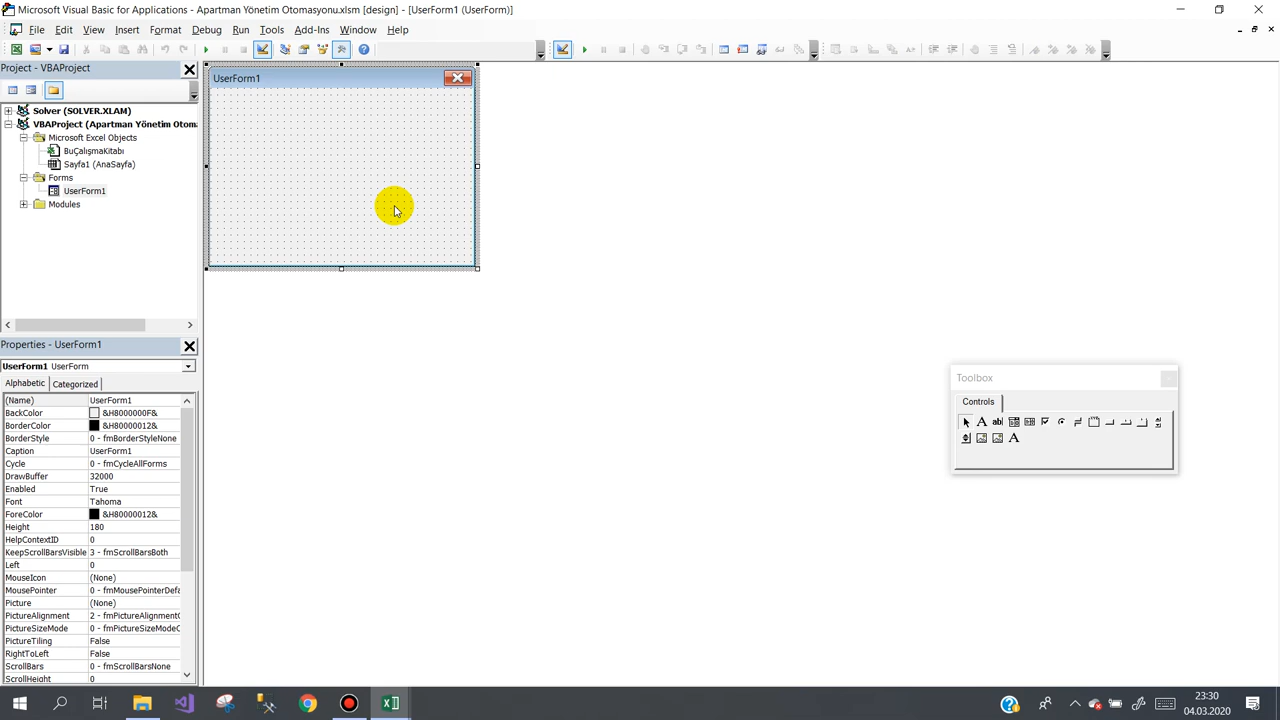 Microsoft Visual Basic for Applications - Apartman Yönetim Otomasyonu.xlsm [design] - [UserForm1 (UserForm)]
File Edit View Insert Format Debug Run Tools Add-Ins Window Help
Project - VBAProject
Solver (SOLVER.XLAM)
VBAProject (Apartman Yönetim Otoma
Microsoft Excel Objects
BuÇalışmaKitabı
Sayfa1 (AnaSayfa)
Forms
UserForm1
Modules
UserForm1
Properties - UserForm1
UserForm1 UserForm
Alphabetic Categorized
(Name) UserForm1
BackColor &H8000000F&
BorderColor &H80000012&
BorderStyle 0 - fmBorderStyleNone
Caption UserForm1
Cycle 0 - fmCycleAllForms
DrawBuffer 32000
Enabled True
Font Tahoma
ForeColor &H80000012&
Height 180
HelpContextID 0
KeepScrollBarsVisible 3 - fmScrollBarsBoth
Left 0
MouseIcon (None)
MousePointer 0 - fmMousePointerDefa
Picture (None)
PictureAlignment 2 - fmPictureAlignmentC
PictureSizeMode 0 - fmPictureSizeModeC
PictureTiling False
RightToLeft False
ScrollBars 0 - fmScrollBarsNone
ScrollHeight 0
Toolbox
Controls
A ab
A
23:30
04.03.2020